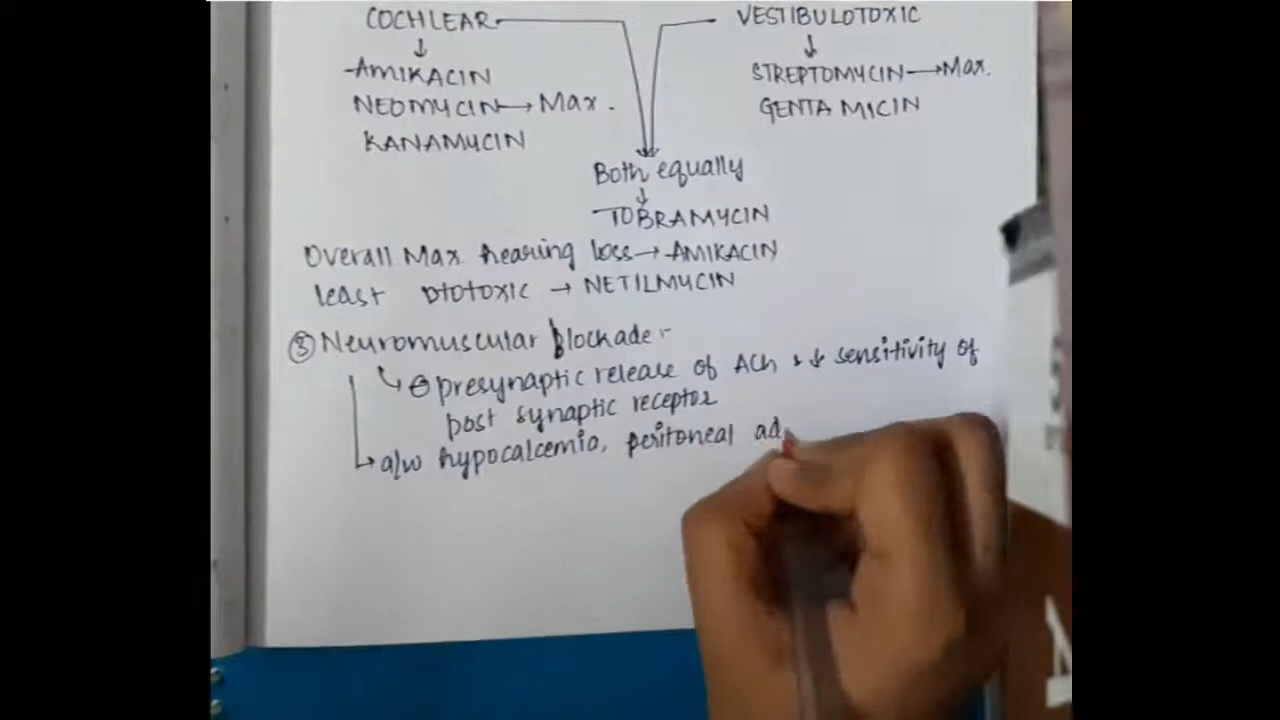 COCHLEAR VESTIBULOTOXIC
↓ ↓
AMIKACIN STREPTOMYCIN→Max.
NEOMYCIN→Max. GENTAMICIN
KANAMYCIN
Both equally
↓
TOBRAMYCIN
Overall Max hearing loss→AMIKACIN
least ototoxic → NETILMYCIN
③ Neuromuscular blockade:-
⊖ presynaptic release of ACh & ↓ sensitivity of
post synaptic receptor
a/w hypocalcemia, peritoneal ad